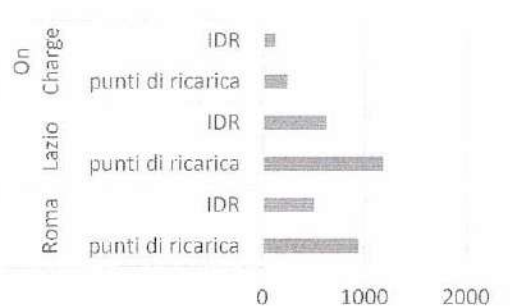 On Charge
IDR
punti di ricarica
Lazio
IDR
punti di ricarica
Roma
IDR
punti di ricarica
0 1000 2000